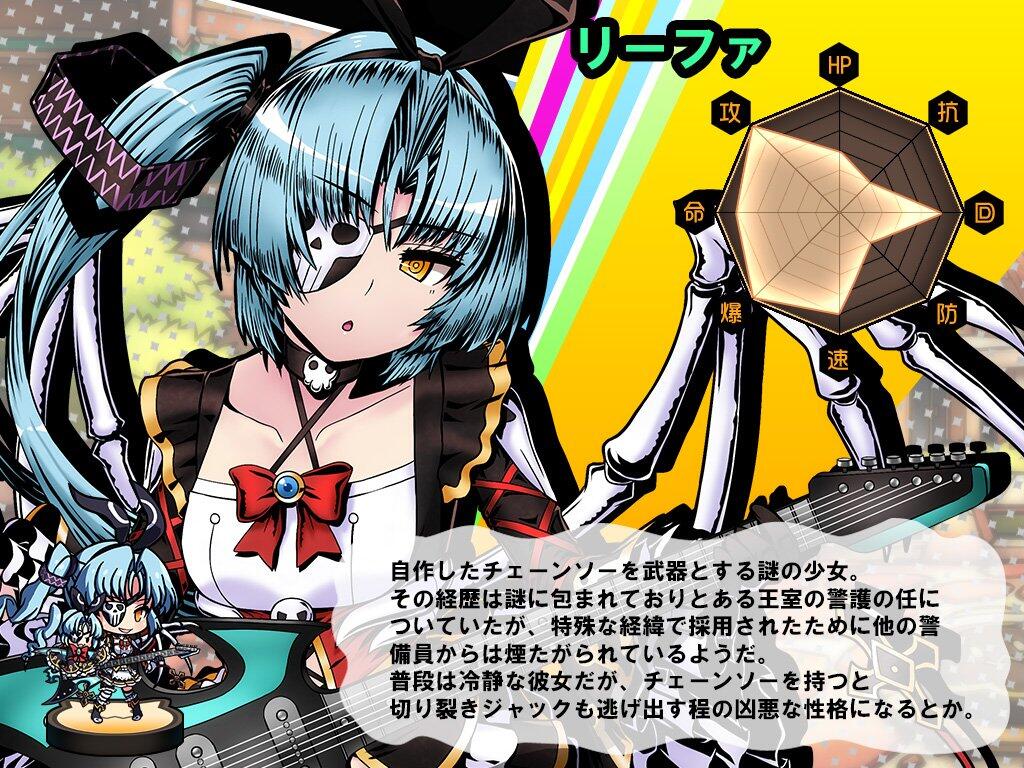 リーファ
HP
攻
抗
命
D
爆
防
速
自作したチェーンソーを武器とする謎の少女。
その経歴は謎に包まれておりとある王室の警護の任に
ついていたが、特殊な経緯で採用されたために他の警
備員からは煙たがられているようだ。
普段は冷静な彼女だが、チェーンソーを持つと
切り裂きジャックも逃げ出す程の凶悪な性格になるとか。